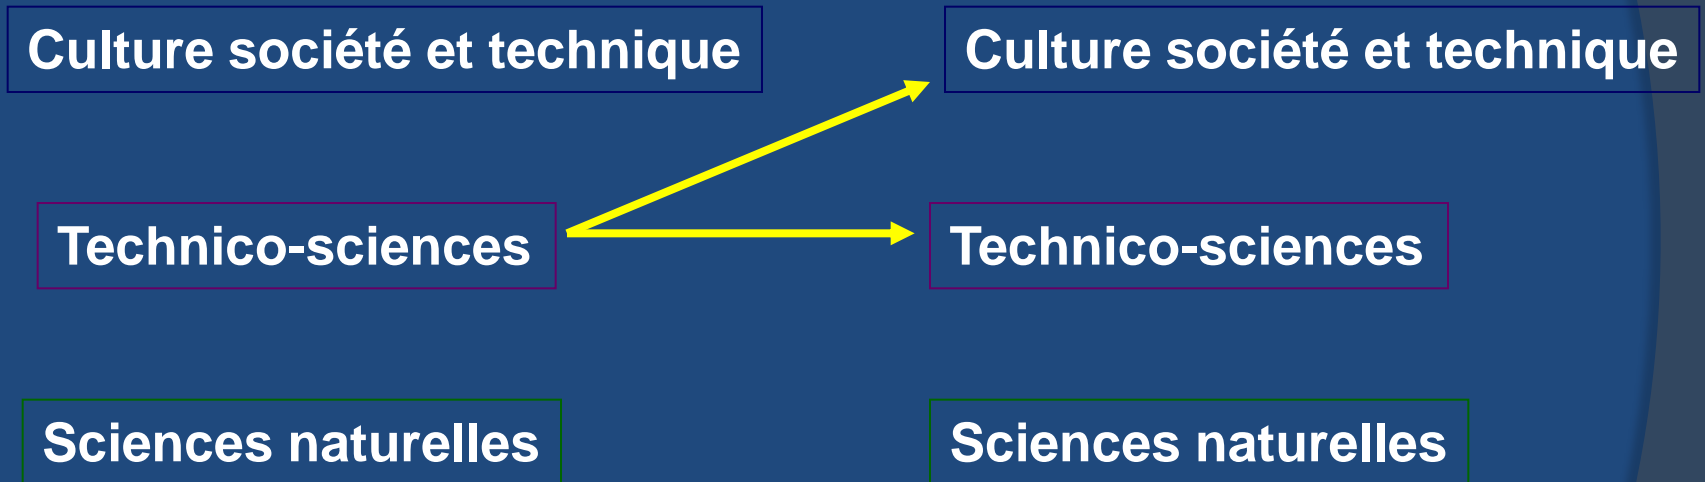 Culture société et technique
Culture société et technique
Technico-sciences
Technico-sciences
Sciences naturelles
Sciences naturelles